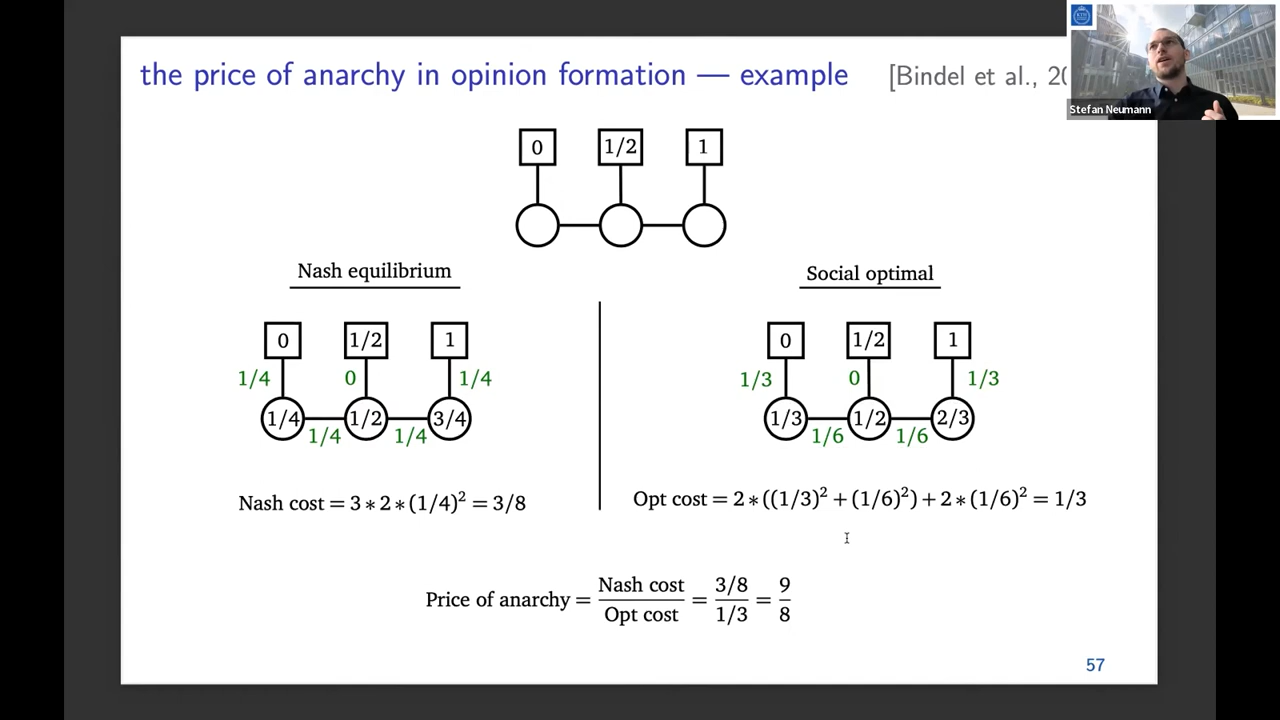 the price of anarchy in opinion formation — example [Bindel et al., 20
Stefan Neumann
0 1/2 1
Nash equilibrium
Social optimal
0 1/2 1
1/4 0 1/4
1/4 1/2 3/4
1/4 1/4
0 1/2 1
1/3 0 1/3
1/3 1/2 2/3
1/6 1/6
Nash cost = 3 * 2 * (1/4)² = 3/8
Opt cost = 2 * ((1/3)² + (1/6)²) + 2 * (1/6)² = 1/3
Price of anarchy = Nash cost / Opt cost = 3/8 / 1/3 = 9 / 8
57